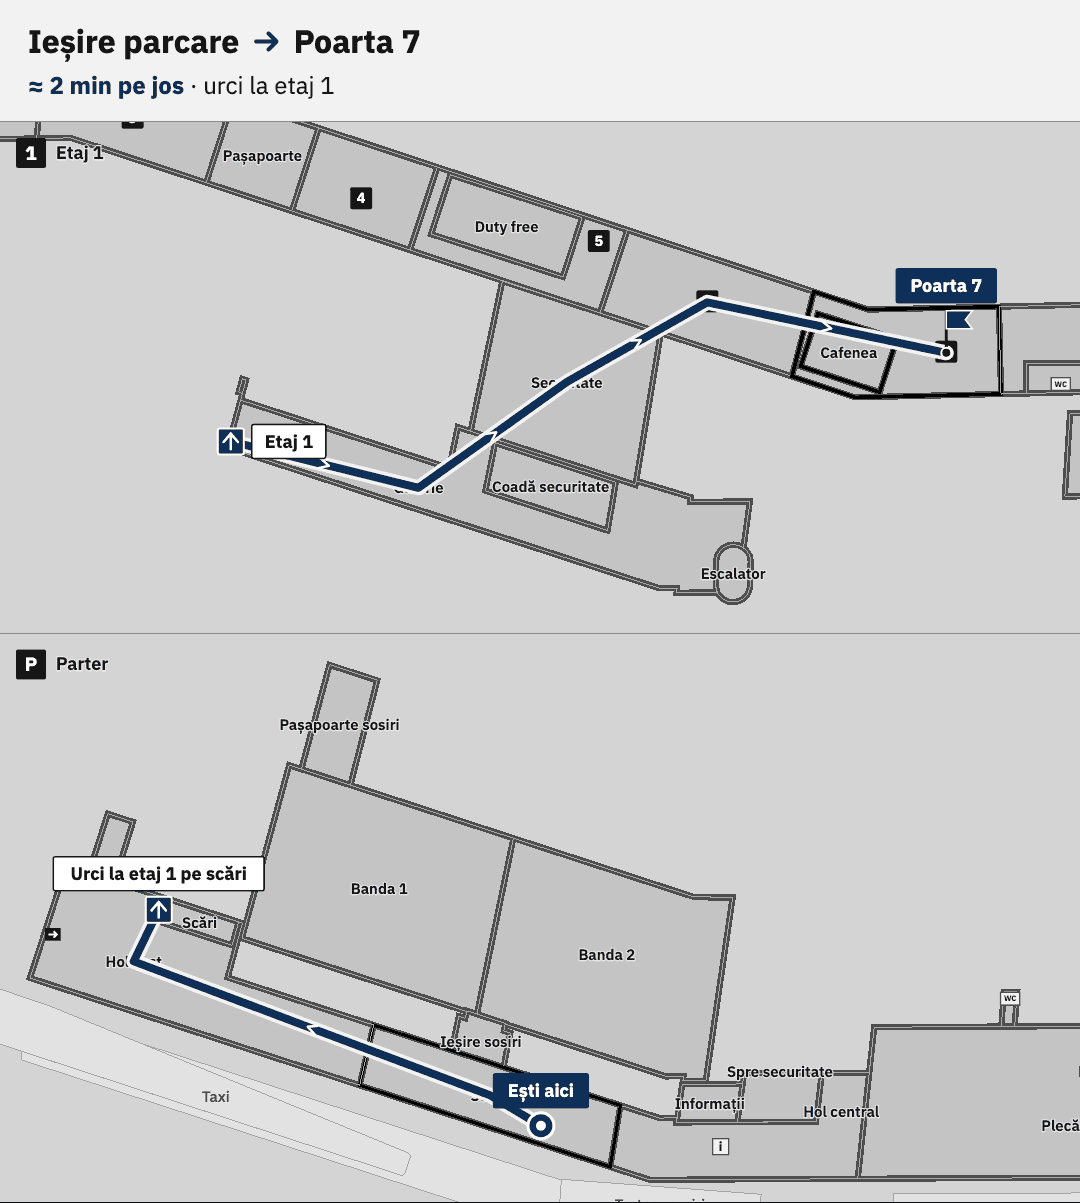 Ieșire parcare → Poarta 7
≈ 2 min pe jos · urci la etaj 1
1 Etaj 1
Pașapoarte
4
Duty free
5
Poarta 7
Cafenea
wc
Etaj 1
Coadă securitate
Escalator
P Parter
Pașapoarte sosiri
Urci la etaj 1 pe scări
Banda 1
Scări
Banda 2
wc
Ieșire sosiri
Spre securitate
Ești aici
Informații
Hol central
Taxi
i